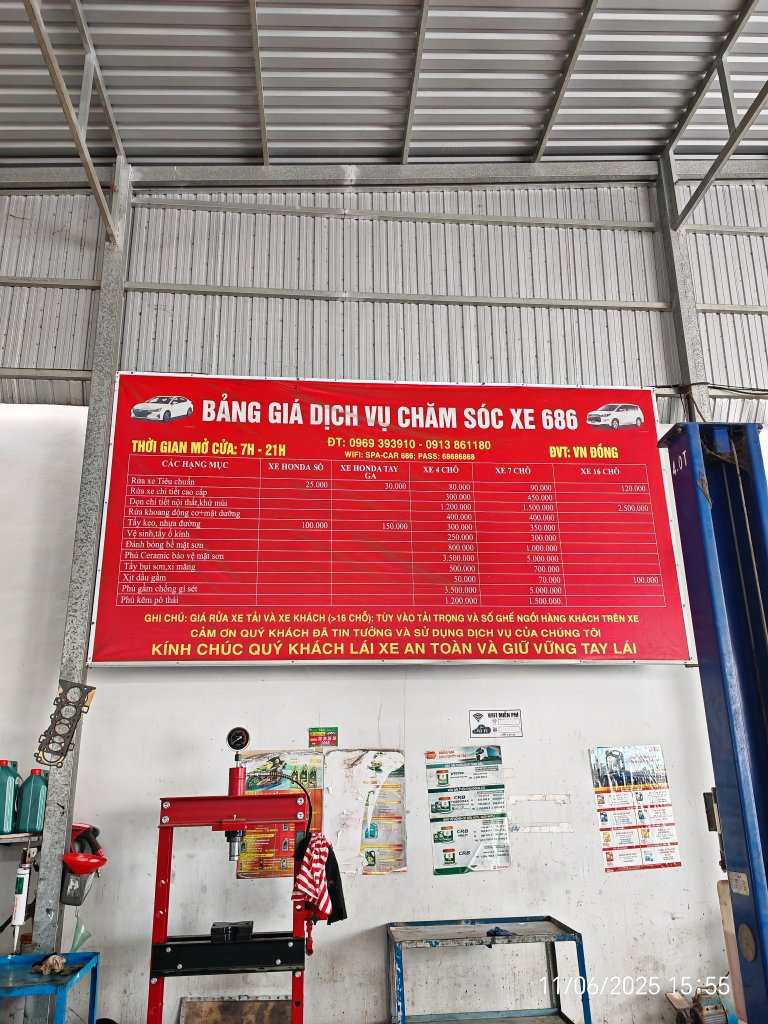 BẢNG GIÁ DỊCH VỤ CHĂM SÓC XE 686
THỜI GIAN MỞ CỬA: 7H - 21H
ĐT: 0969 393910 - 0913 861180
WIFI: SPA-CAR 686; PASS: 68686868
ĐVT: VN ĐỒNG
CÁC HẠNG MỤC XE HONDA SỐ XE HONDA TAY GA XE 4 CHỖ XE 7 CHỖ XE 16 CHỖ
Rửa xe Tiêu chuẩn 25.000 30.000 80.000 90.000 120.000
Rửa xe chi tiết cao cấp 300.000 450.000
Dọn chi tiết nội thất,khử mùi 1.200.000 1.500.000 2.500.000
Rửa khoang động cơ+mặt dưỡng 400.000 400.000
Tẩy keo, nhựa đường 100.000 150.000 300.000 350.000
Vệ sinh,tẩy ố kính 250.000 300.000
Đánh bóng bề mặt sơn 800.000 1.000.000
Phủ Ceramic bảo vệ mặt sơn 3.500.000 5.000.000
Tẩy bụi sơn,xi măng 500.000 700.000
Xịt dầu gầm 50.000 70.000 100.000
Phủ gầm chống gỉ sét 3.500.000 5.000.000
Phủ kẽm pô thải 1.200.000 1.500.000
GHI CHÚ: GIÁ RỬA XE TẢI VÀ XE KHÁCH (>16 CHỖ): TÙY VÀO TẢI TRỌNG VÀ SỐ GHẾ NGỒI HÀNG KHÁCH TRÊN XE
CẢM ƠN QUÝ KHÁCH ĐÃ TIN TƯỞNG VÀ SỬ DỤNG DỊCH VỤ CỦA CHÚNG TÔI
KÍNH CHÚC QUÝ KHÁCH LÁI XE AN TOÀN VÀ GIỮ VỮNG TAY LÁI
4.0T
WIFI MIỄN PHÍ
CRB
CRB
CRB
11/06/2025 15:55